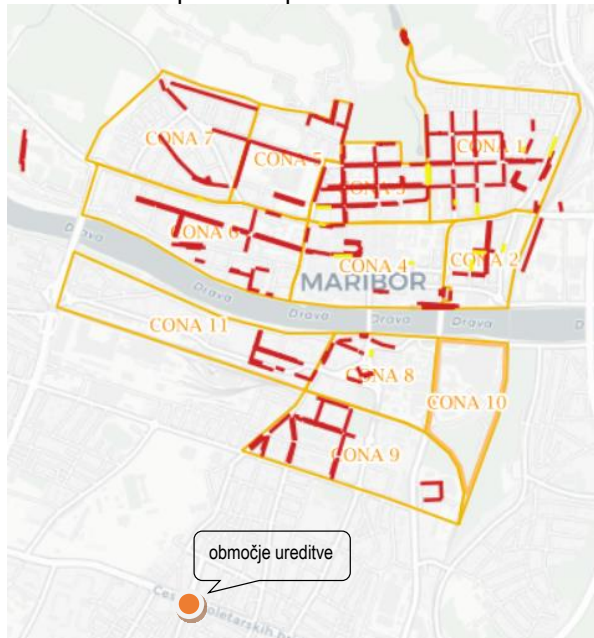 CONA 7
CONA 5
CONA 3
CONA 1
CONA 6
CONA 4
CONA 2
MARIBOR
Drava
Drava
Drava
Drava
Drava
CONA 11
CONA 8
CONA 10
CONA 9
območje ureditve